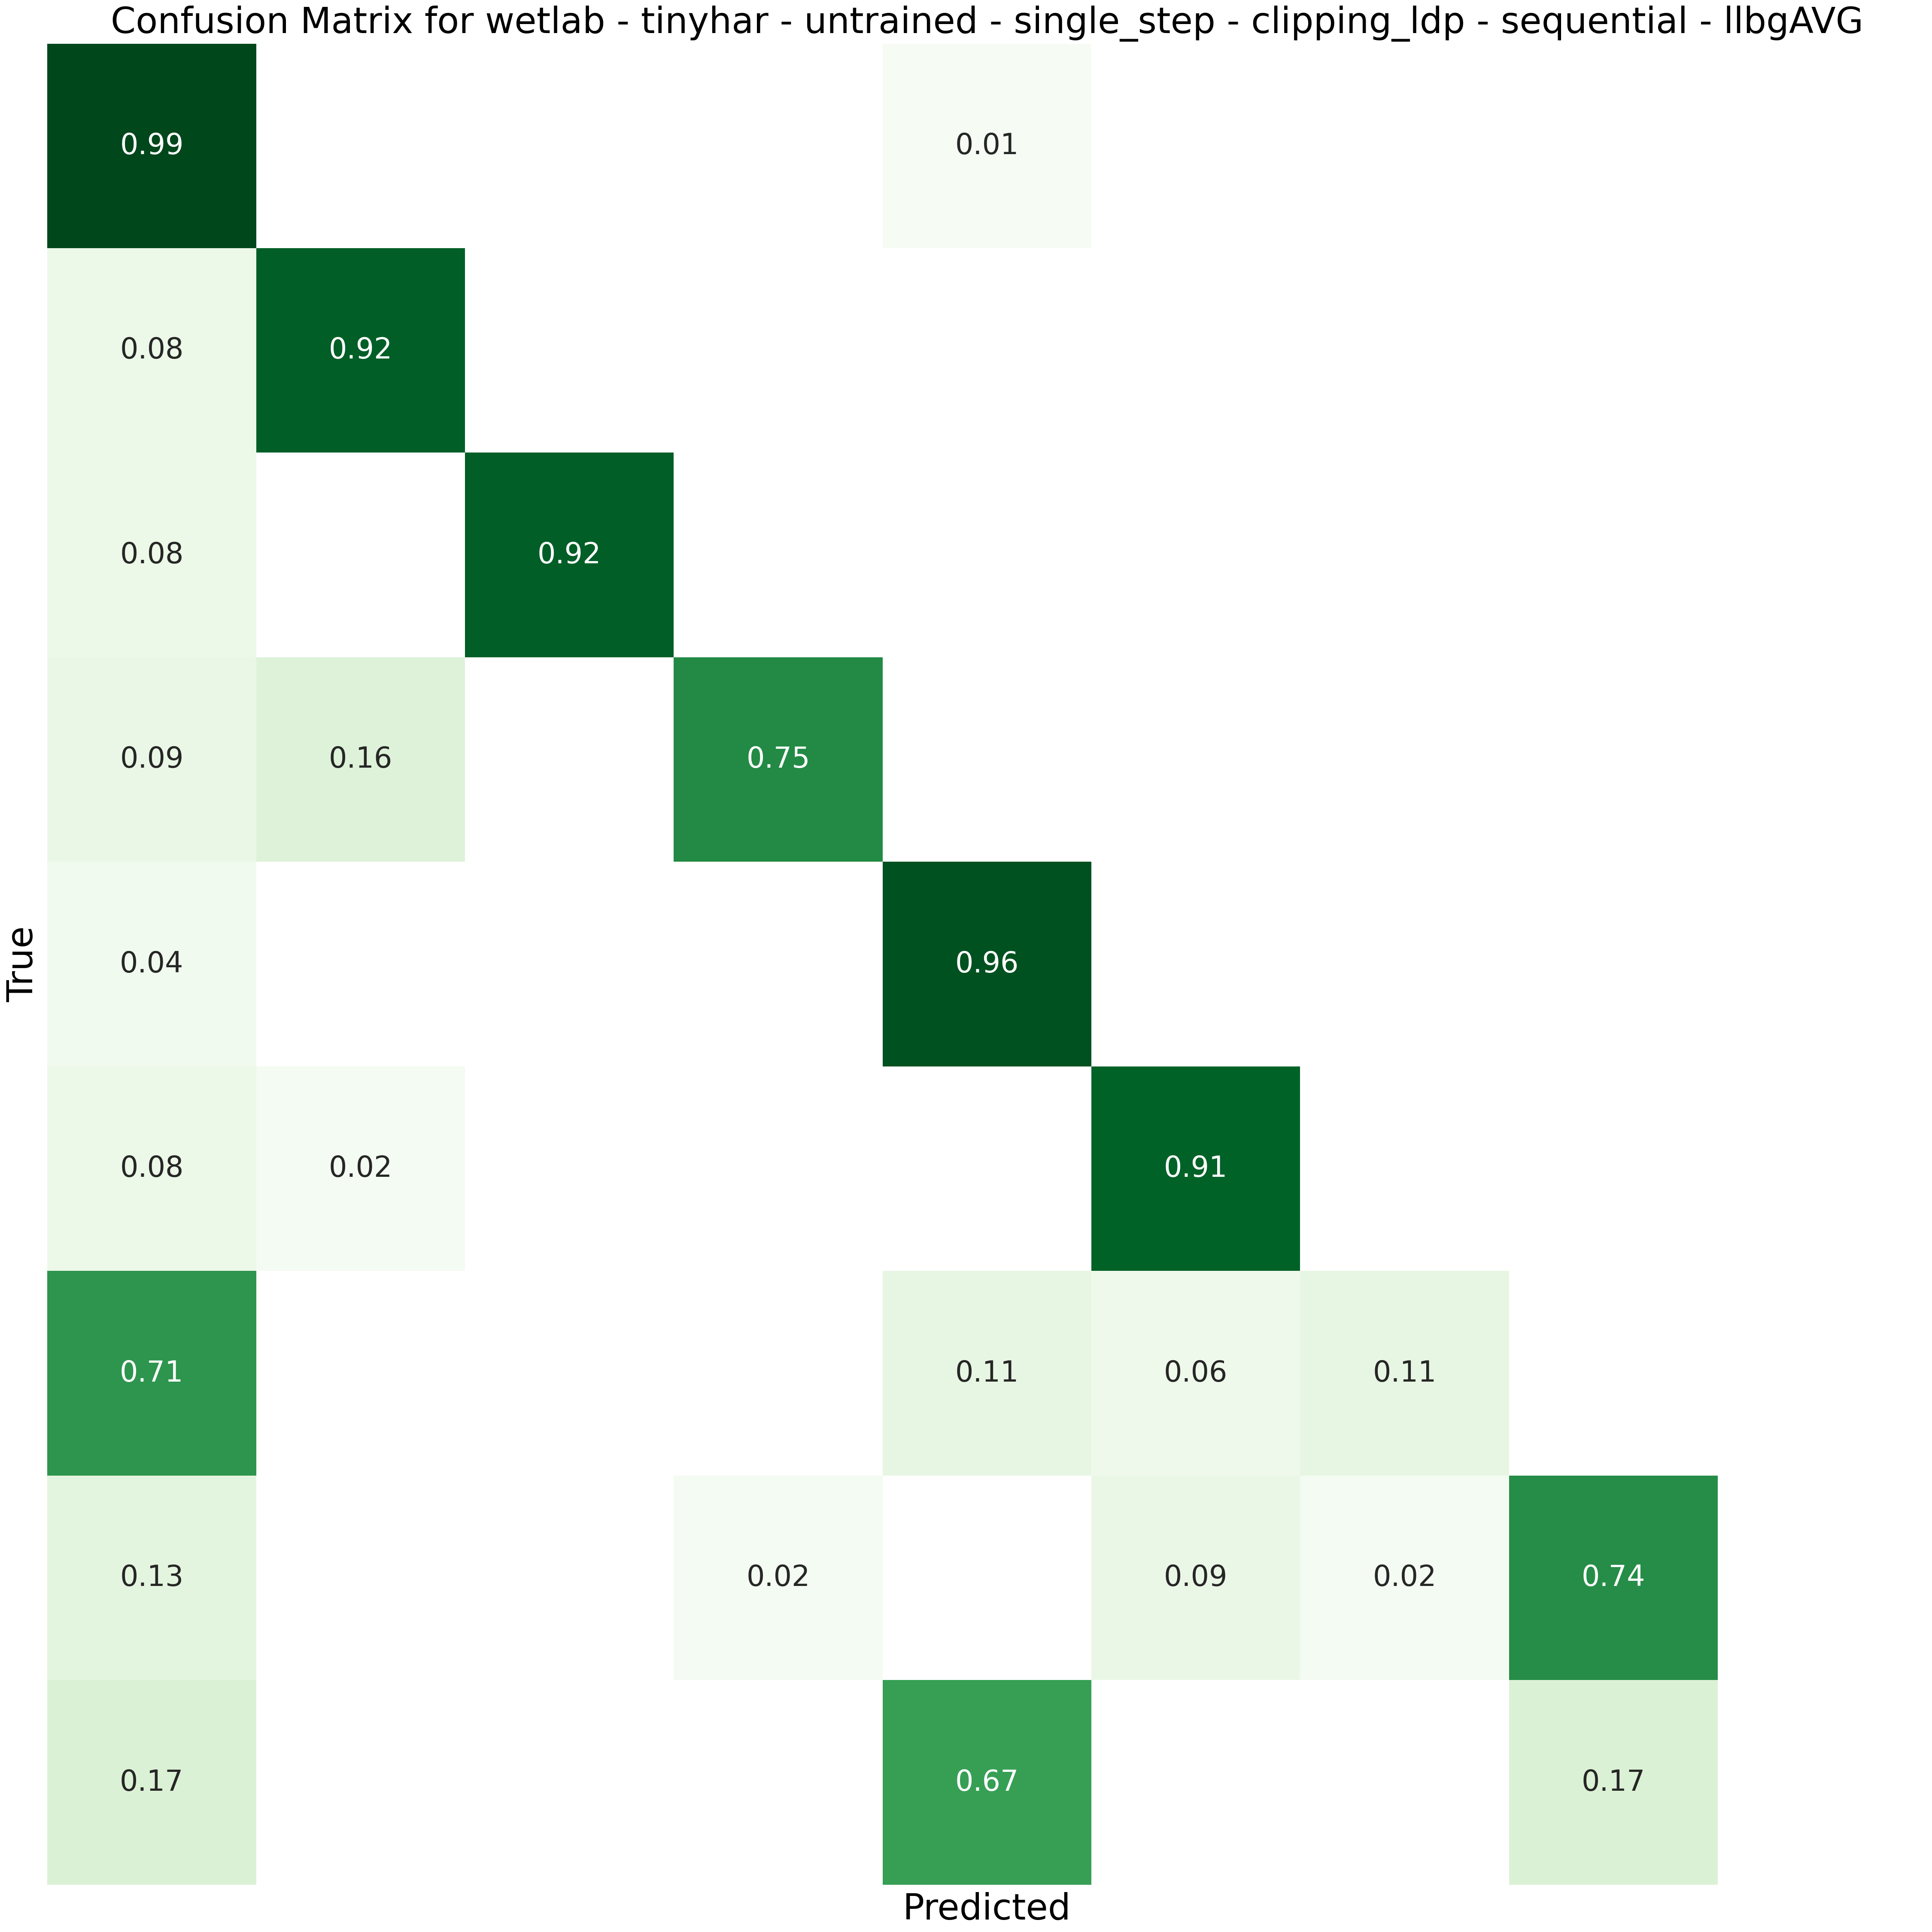 Confusion Matrix for wetlab - tinyhar - untrained - single_step - clipping_ldp - sequential - llbgAVG
0.99 0.01
0.08 0.92
0.08 0.92
0.09 0.16 0.75
True
0.04 0.96
0.08 0.02 0.91
0.71 0.11 0.06 0.11
0.13 0.02 0.09 0.02 0.74
0.17 0.67 0.17
Predicted